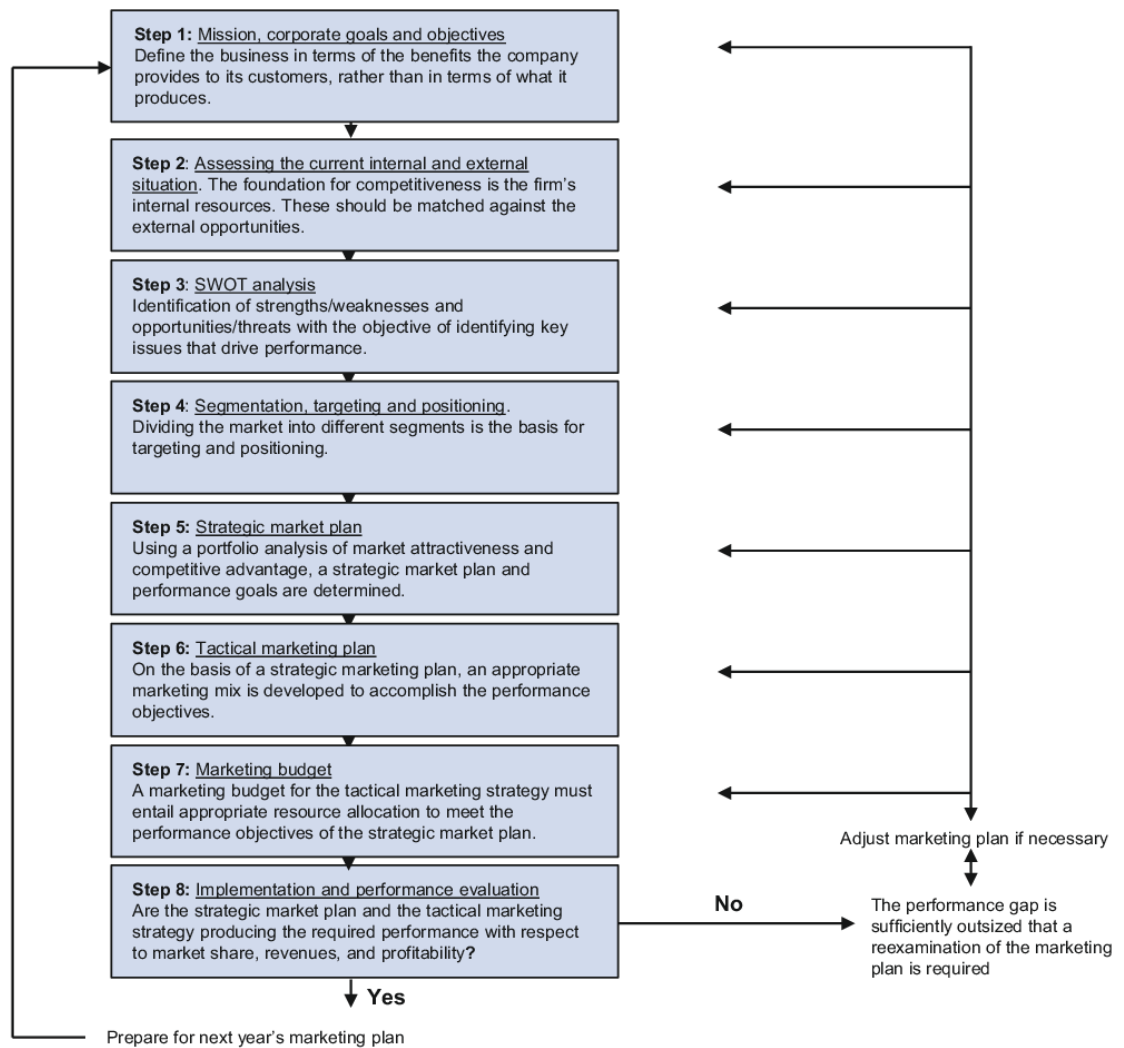 Step 1: Mission, corporate goals and objectives
Define the business in terms of the benefits the company
provides to its customers, rather than in terms of what it
produces.
Step 2: Assessing the current internal and external
situation. The foundation for competitiveness is the firm's
internal resources. These should be matched against the
external opportunities.
Step 3: SWOT analysis
Identification of strengths/weaknesses and
opportunities/threats with the objective of identifying key
issues that drive performance.
Step 4: Segmentation, targeting and positioning.
Dividing the market into different segments is the basis for
targeting and positioning.
Step 5: Strategic market plan
Using a portfolio analysis of market attractiveness and
competitive advantage, a strategic market plan and
performance goals are determined.
Step 6: Tactical marketing plan
On the basis of a strategic marketing plan, an appropriate
marketing mix is developed to accomplish the performance
objectives.
Step 7: Marketing budget
A marketing budget for the tactical marketing strategy must
entail appropriate resource allocation to meet the
performance objectives of the strategic market plan.
Adjust marketing plan if necessary
Step 8: Implementation and performance evaluation
Are the strategic market plan and the tactical marketing
strategy producing the required performance with respect
to market share, revenues, and profitability?
No
The performance gap is
sufficiently outsized that a
reexamination of the marketing
plan is required
Yes
Prepare for next year's marketing plan